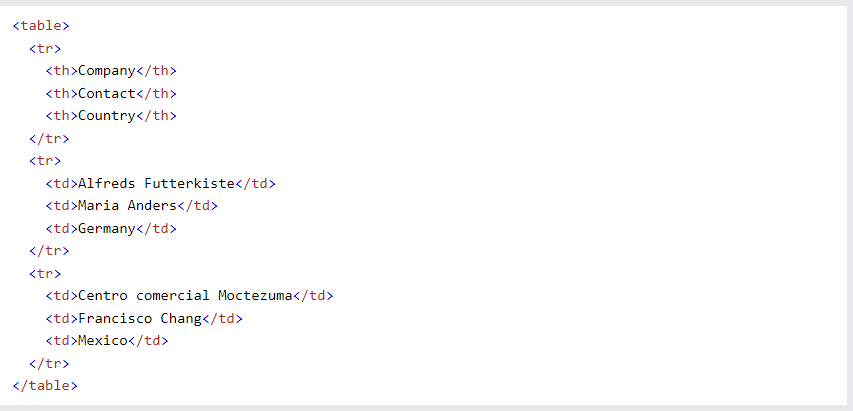 <table>
  <tr>
    <th>Company</th>
    <th>Contact</th>
    <th>Country</th>
  </tr>
  <tr>
    <td>Alfreds Futterkiste</td>
    <td>Maria Anders</td>
    <td>Germany</td>
  </tr>
  <tr>
    <td>Centro comercial Moctezuma</td>
    <td>Francisco Chang</td>
    <td>Mexico</td>
  </tr>
</table>